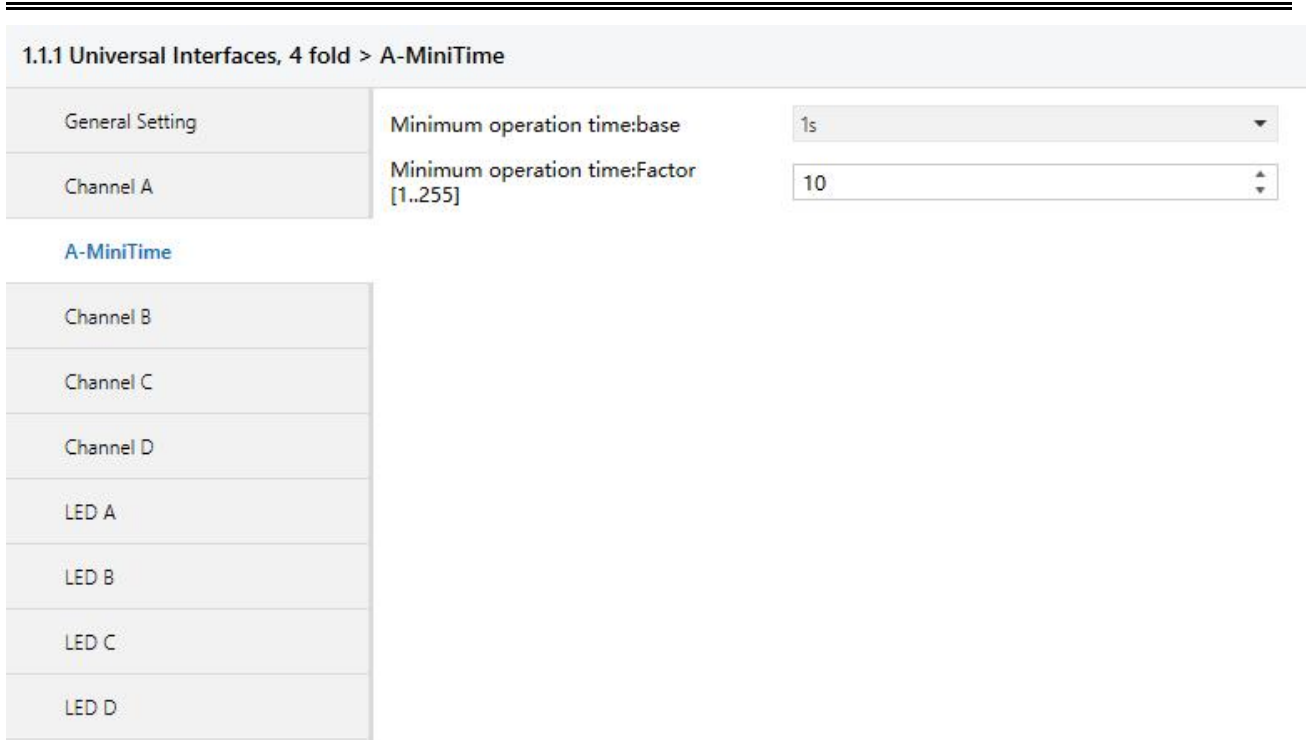 1.1.1 Universal Interfaces, 4 fold > A-MiniTime
General Setting
Minimum operation time:base
1s
Channel A
Minimum operation time:Factor
[1..255]
10
A-MiniTime
Channel B
Channel C
Channel D
LED A
LED B
LED C
LED D